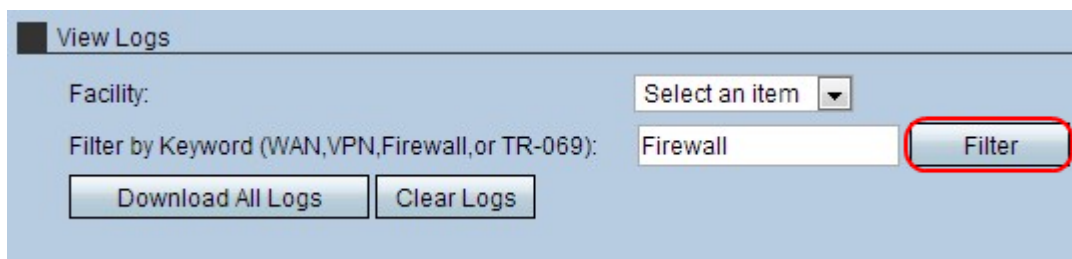 View Logs
Facility: Select an item
Filter by Keyword (WAN,VPN,Firewall,or TR-069): Firewall Filter
Download All Logs Clear Logs